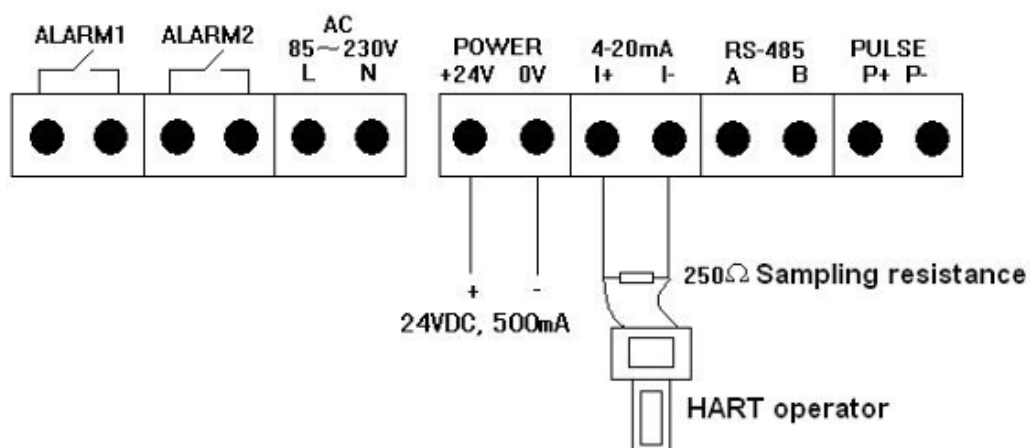 ALARM1 ALARM2 AC
85~230V
L N
POWER 4-20mA RS-485 PULSE
+24V 0V I+ I- A B P+ P-
250Ω Sampling resistance
+ -
24VDC, 500mA
HART operator